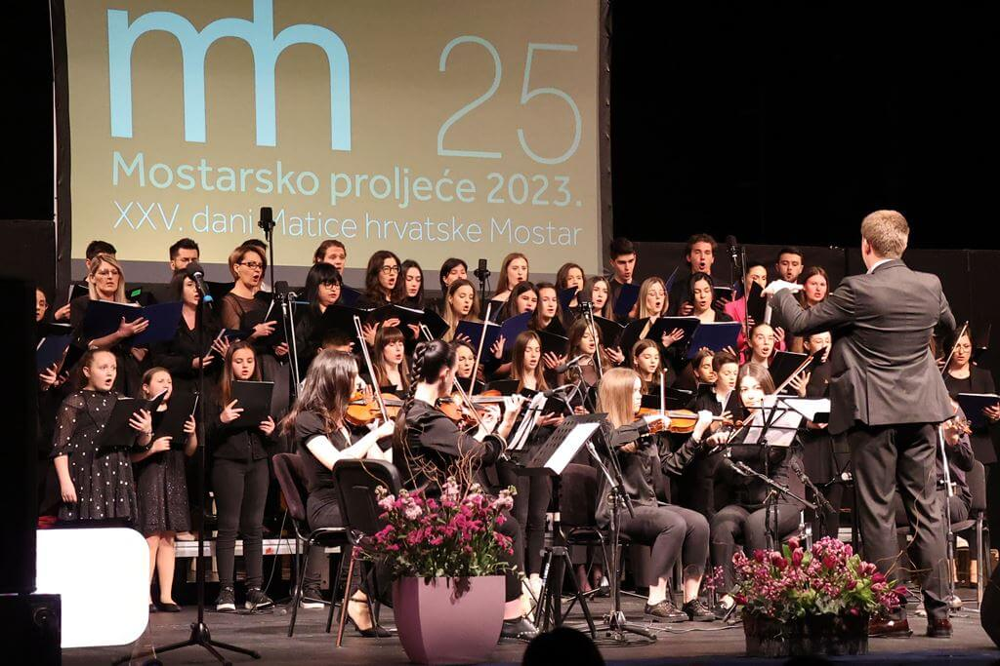 mh 25
Mostarsko proljeće 2023.
XXV. dani Matice hrvatske Mostar